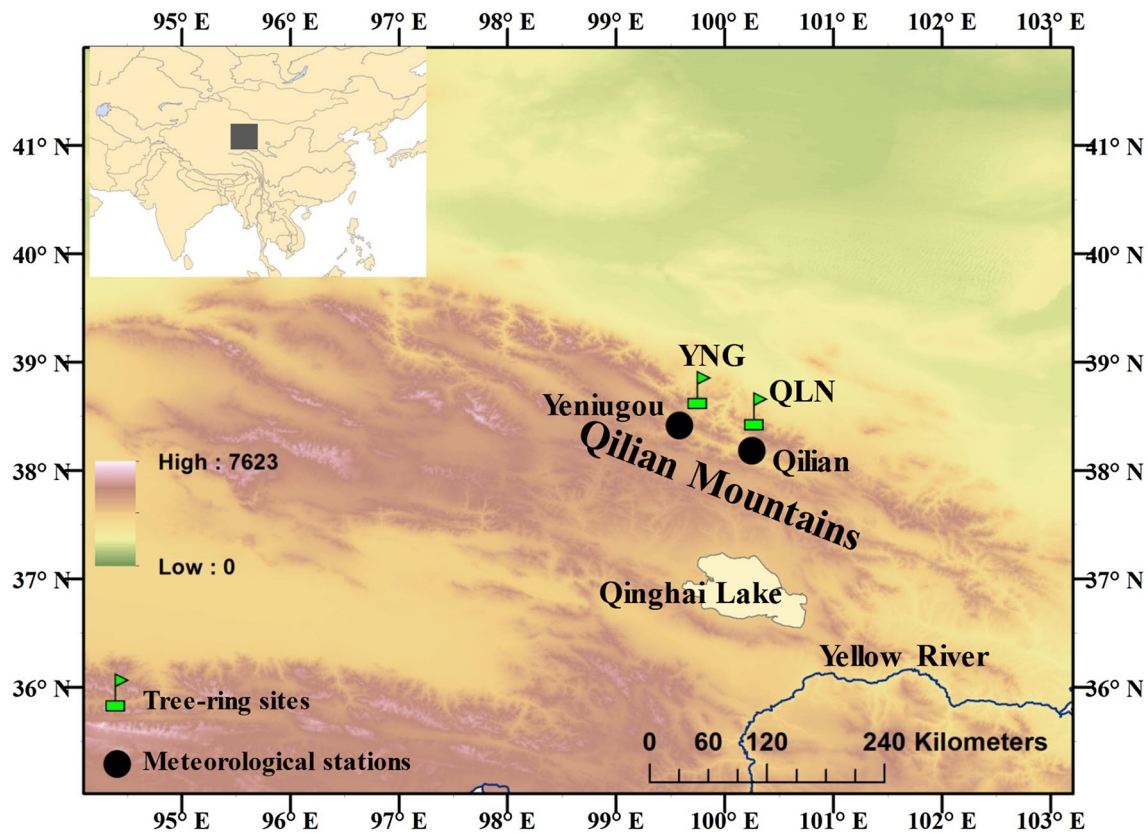 95° E 96° E 97° E 98° E 99° E 100° E 101° E 102° E 103° E
41° N 41° N
40° N 40° N
39° N 39° N
YNG
QLN
Yeniugou
Qilian Mountains
Qilian
38° N 38° N
High : 7623
Low : 0
37° N 37° N
Qinghai Lake
Yellow River
36° N 36° N
Tree-ring sites
0 60 120 240 Kilometers
Meteorological stations
95° E 96° E 97° E 98° E 99° E 100° E 101° E 102° E 103° E